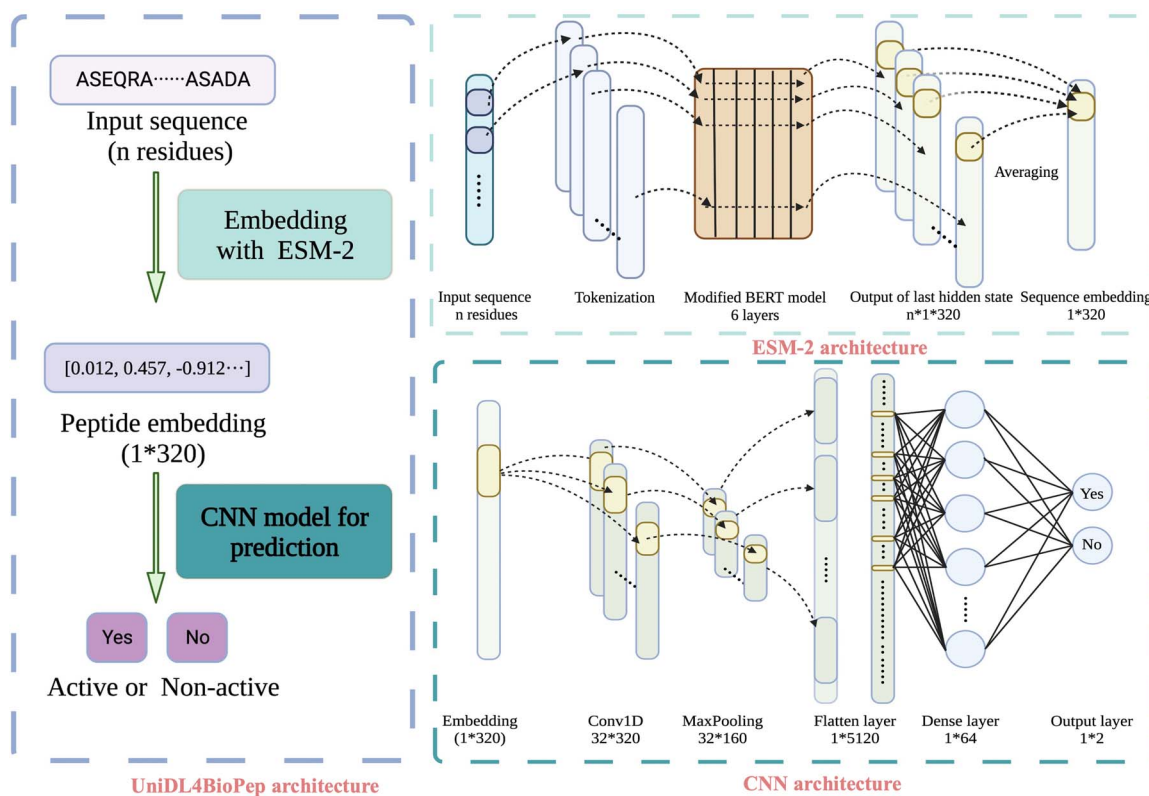 ASEQRA⋯⋯ASADA
Input sequence
(n residues)
Embedding
with ESM-2
[0.012, 0.457, -0.912⋯]
Peptide embedding
(1*320)
CNN model for
prediction
Yes
No
Active or Non-active
UniDL4BioPep architecture
Averaging
Input sequence
n residues
Tokenization
Modified BERT model
6 layers
Output of last hidden state
n*1*320
Sequence embedding
1*320
ESM-2 architecture
Yes
No
Embedding
(1*320)
Conv1D
32*320
MaxPooling
32*160
Flatten layer
1*5120
Dense layer
1*64
Output layer
1*2
CNN architecture